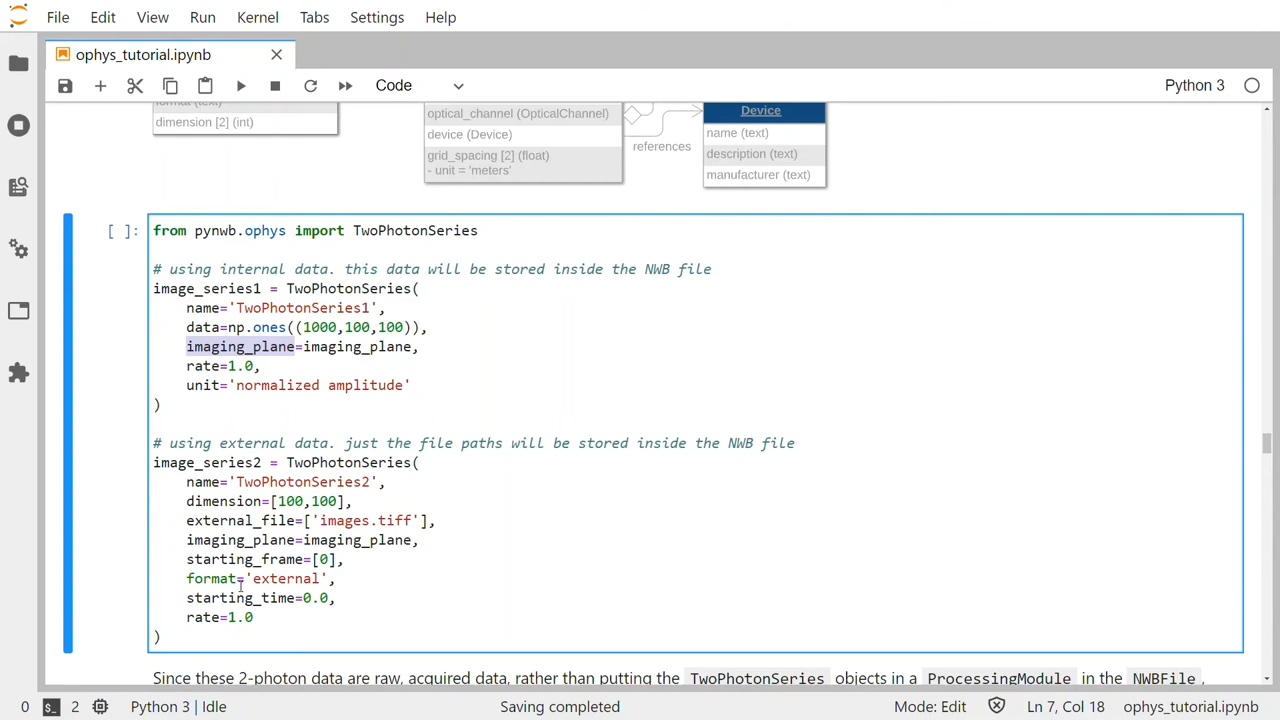 File Edit View Run Kernel Tabs Settings Help
ophys_tutorial.ipynb
Code
Python 3
format (text)
dimension [2] (int)
optical_channel (OpticalChannel)
device (Device)
grid_spacing [2] (float)
- unit = 'meters'
references
Device
name (text)
description (text)
manufacturer (text)
[ ]:
from pynwb.ophys import TwoPhotonSeries
# using internal data. this data will be stored inside the NWB file
image_series1 = TwoPhotonSeries(
name='TwoPhotonSeries1',
data=np.ones((1000,100,100)),
imaging_plane=imaging_plane,
rate=1.0,
unit='normalized amplitude'
)
# using external data. just the file paths will be stored inside the NWB file
image_series2 = TwoPhotonSeries(
name='TwoPhotonSeries2',
dimension=[100,100],
external_file=['images.tiff'],
imaging_plane=imaging_plane,
starting_frame=[0],
format='external',
starting_time=0.0,
rate=1.0
)
Since these 2-photon data are raw, acquired data, rather than putting the TwoPhotonSeries objects in a ProcessingModule in the NWBFile,
0 2 Python 3 | Idle Saving completed Mode: Edit Ln 7, Col 18 ophys_tutorial.ipynb